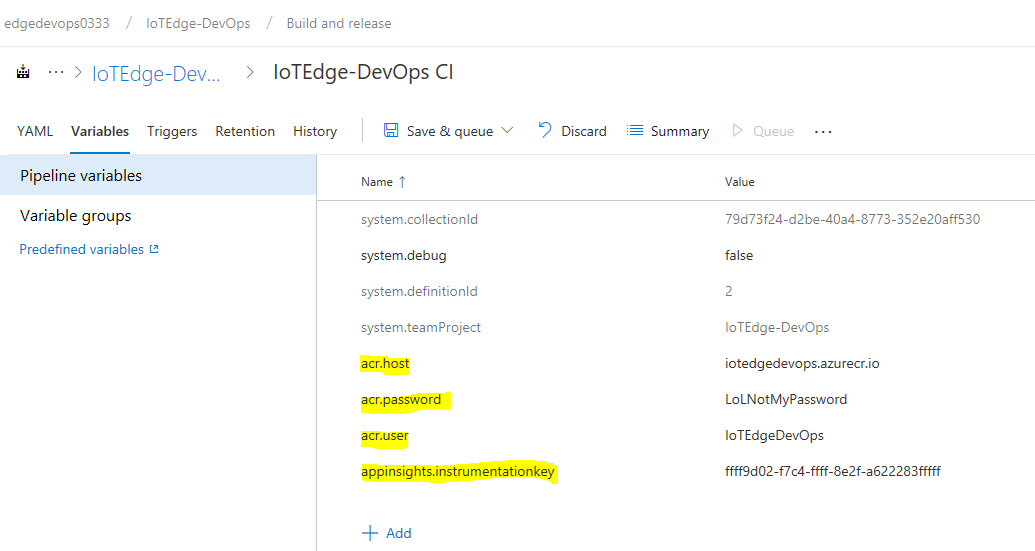 edgedevops0333 / IoTEdge-DevOps / Build and release
··· > IoTEdge-Dev... > IoTEdge-DevOps CI
YAML Variables Triggers Retention History Save & queue Discard Summary Queue ···
Pipeline variables
Variable groups
Predefined variables
Name ↑ Value
system.collectionId 79d73f24-d2be-40a4-8773-352e20aff530
system.debug false
system.definitionId 2
system.teamProject IoTEdge-DevOps
acr.host iotedgedevops.azurecr.io
acr.password LoLNotMyPassword
acr.user IoTEdgeDevOps
appinsights.instrumentationkey ffff9d02-f7c4-ffff-8e2f-a622283fffff
+ Add